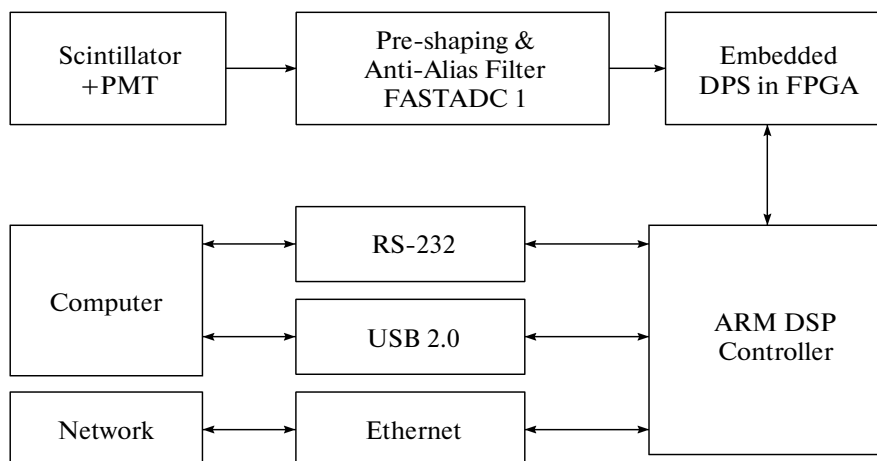 Scintillator
+PMT
Pre-shaping &
Anti-Alias Filter
FASTADC 1
Embedded
DPS in FPGA
RS-232
Computer
USB 2.0
ARM DSP
Controller
Network
Ethernet